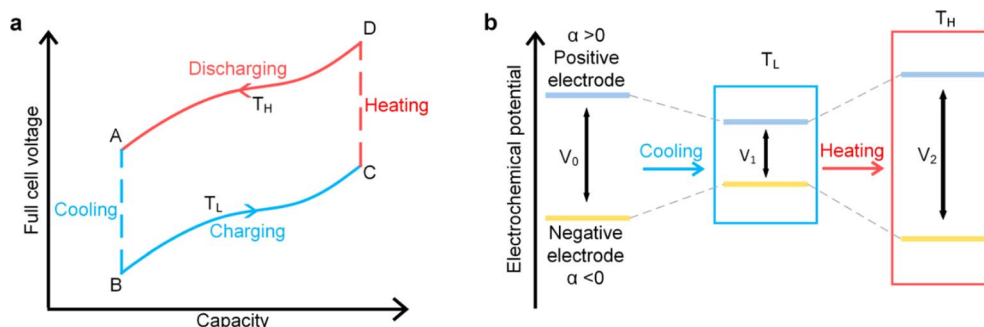 a
Full cell voltage
Capacity
A
B
C
D
Discharging
T_H
Heating
Cooling
T_L
Charging
b
Electrochemical potential
α >0
Positive
electrode
V₀
Negative
electrode
α <0
Cooling
T_L
V₁
Heating
T_H
V₂